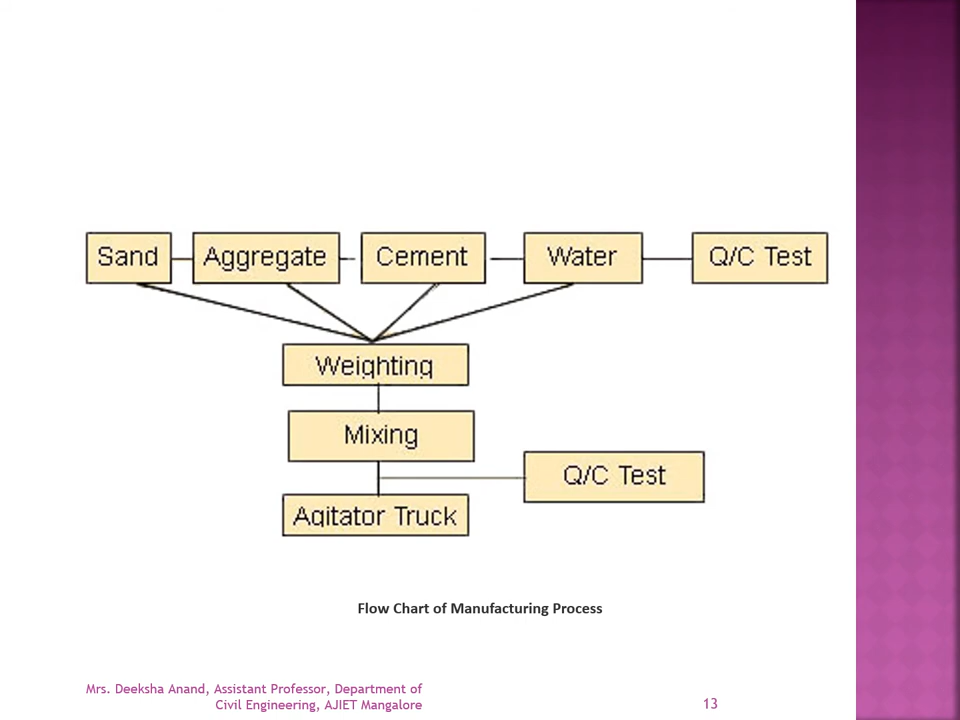 Sand
Aggregate
Cement
Water
Q/C Test
Weighting
Mixing
Q/C Test
Agitator Truck
Flow Chart of Manufacturing Process
Mrs. Deeksha Anand, Assistant Professor, Department of
Civil Engineering, AJIET Mangalore
13